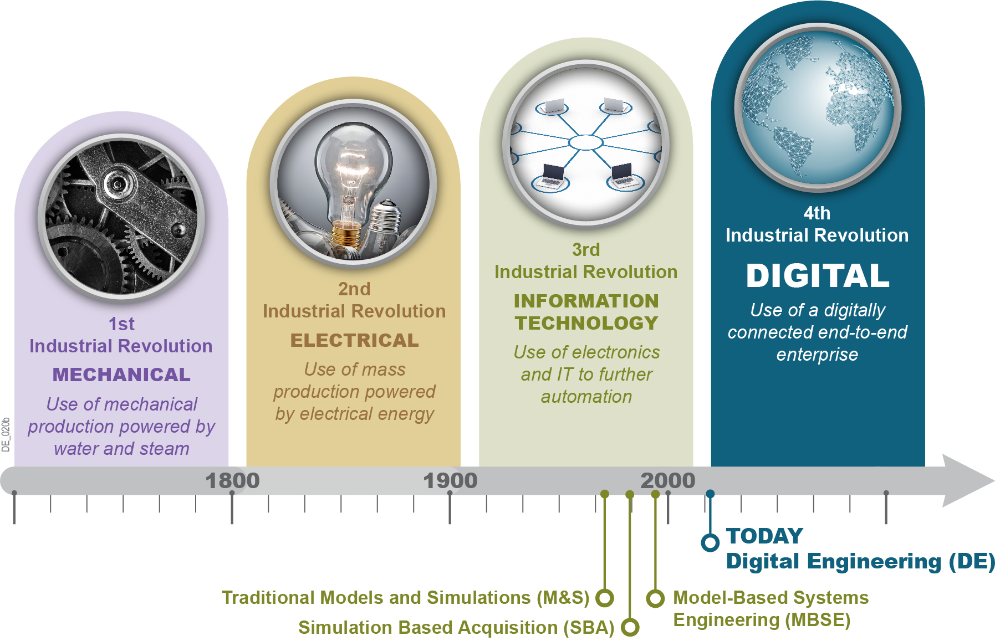 1st
Industrial Revolution
MECHANICAL
Use of mechanical
production powered by
water and steam
2nd
Industrial Revolution
ELECTRICAL
Use of mass
production powered
by electrical energy
3rd
Industrial Revolution
INFORMATION
TECHNOLOGY
Use of electronics
and IT to further
automation
4th
Industrial Revolution
DIGITAL
Use of a digitally
connected end-to-end
enterprise
DE_020b
1800
1900
2000
TODAY
Digital Engineering (DE)
Traditional Models and Simulations (M&S)
Simulation Based Acquisition (SBA)
Model-Based Systems
Engineering (MBSE)